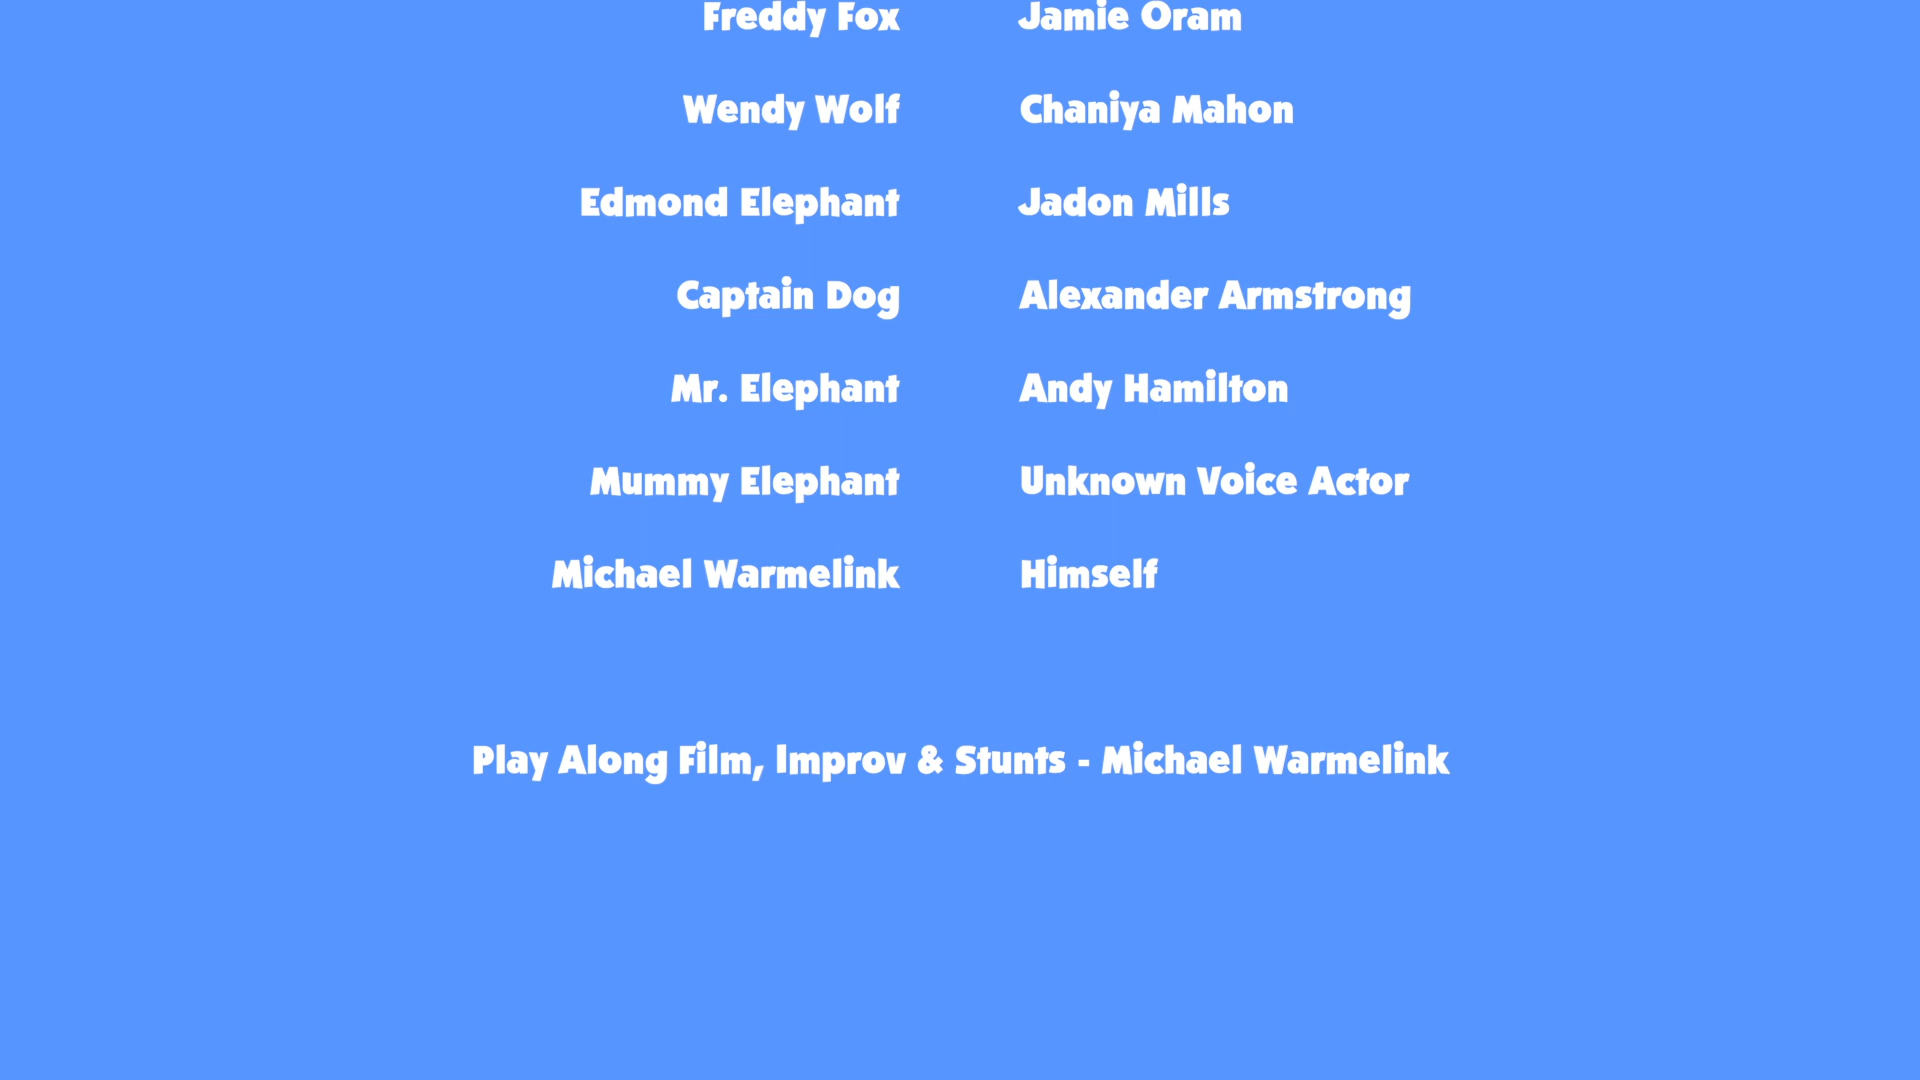 Freddy Fox Jamie Oram
Wendy Wolf Chaniya Mahon
Edmond Elephant Jadon Mills
Captain Dog Alexander Armstrong
Mr. Elephant Andy Hamilton
Mummy Elephant Unknown Voice Actor
Michael Warmelink Himself
Play Along Film, Improv & Stunts - Michael Warmelink